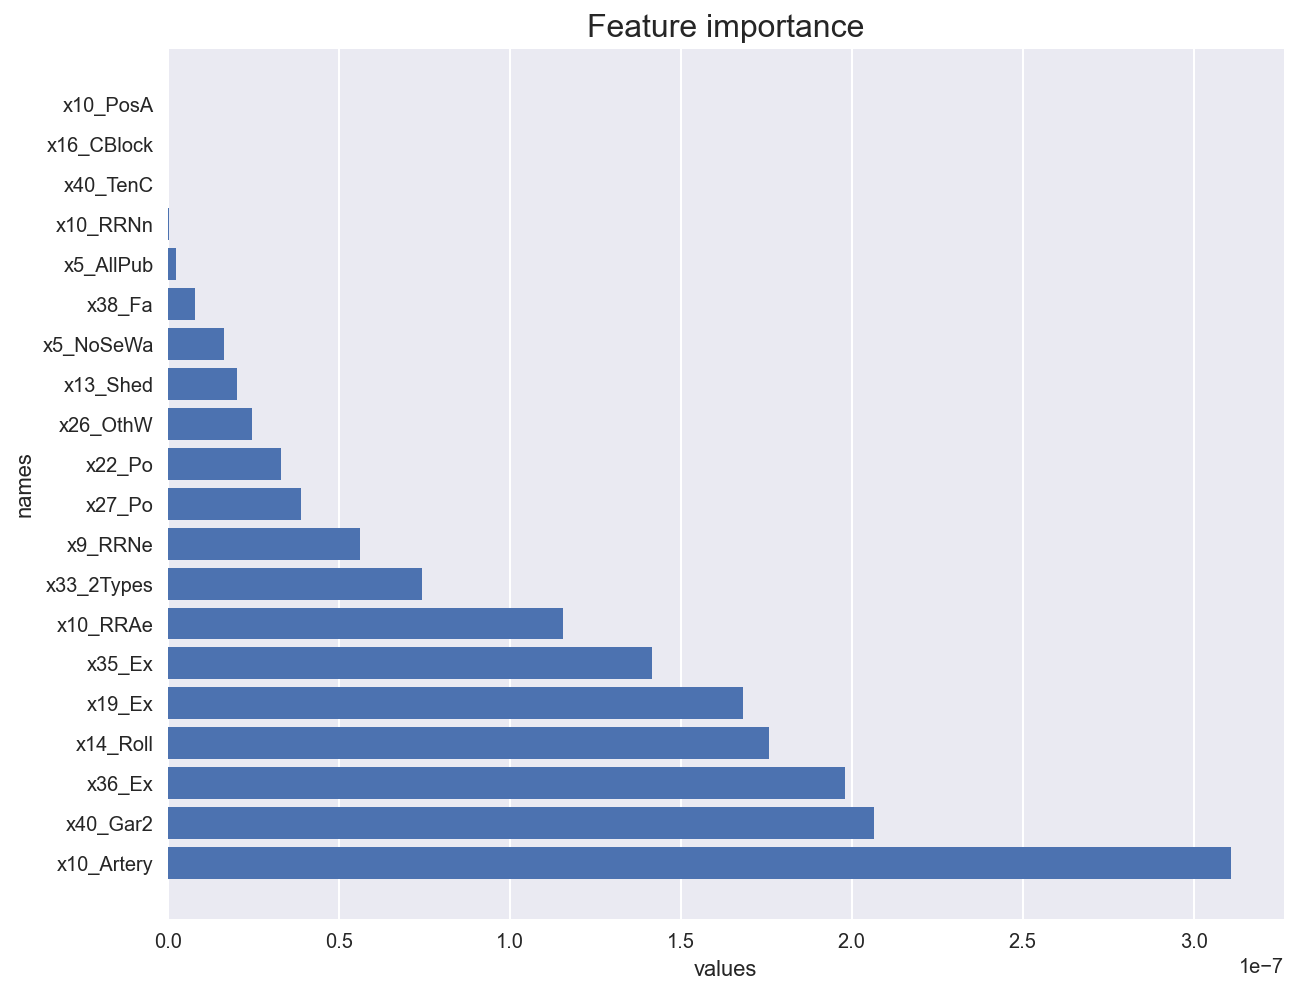 Feature importance
x10_PosA
x16_CBlock
x40_TenC
x10_RRNn
x5_AllPub
x38_Fa
x5_NoSeWa
x13_Shed
x26_OthW
x22_Po
x27_Po
x9_RRNe
x33_2Types
x10_RRAe
x35_Ex
x19_Ex
x14_Roll
x36_Ex
x40_Gar2
x10_Artery
names
0.0 0.5 1.0 1.5 2.0 2.5 3.0
values
1e−7